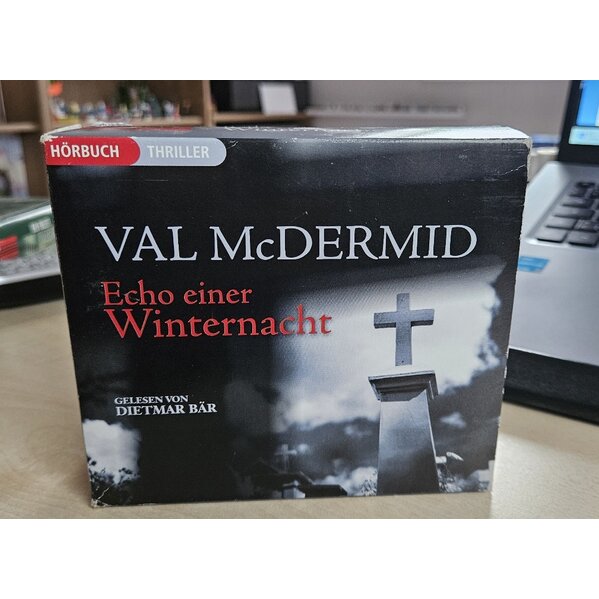 HÖRBUCH THRILLER
VAL McDERMID
Echo einer
Winternacht
GELESEN VON
DIETMAR BÄR